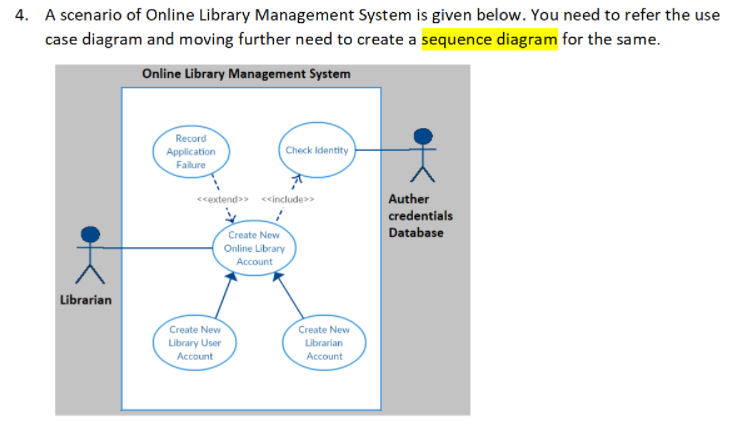 4. A scenario of Online Library Management System is given below. You need to refer the use
case diagram and moving further need to create a sequence diagram for the same.
Online Library Management System
Record
Application
Failure
Check Identity
<<extend>> <<include>>
Auther
credentials
Database
Create New
Online Library
Account
Librarian
Create New
Library User
Account
Create New
Librarian
Account